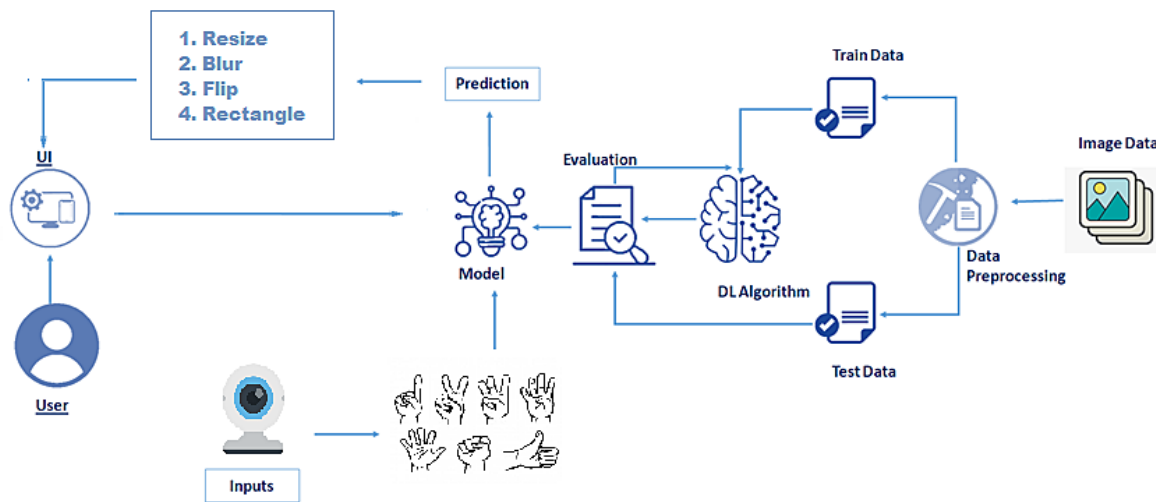 1. Resize
2. Blur
3. Flip
4. Rectangle
Prediction
Train Data
UI
Evaluation
Image Data
Model
DL Algorithm
Data
Preprocessing
User
Test Data
Inputs